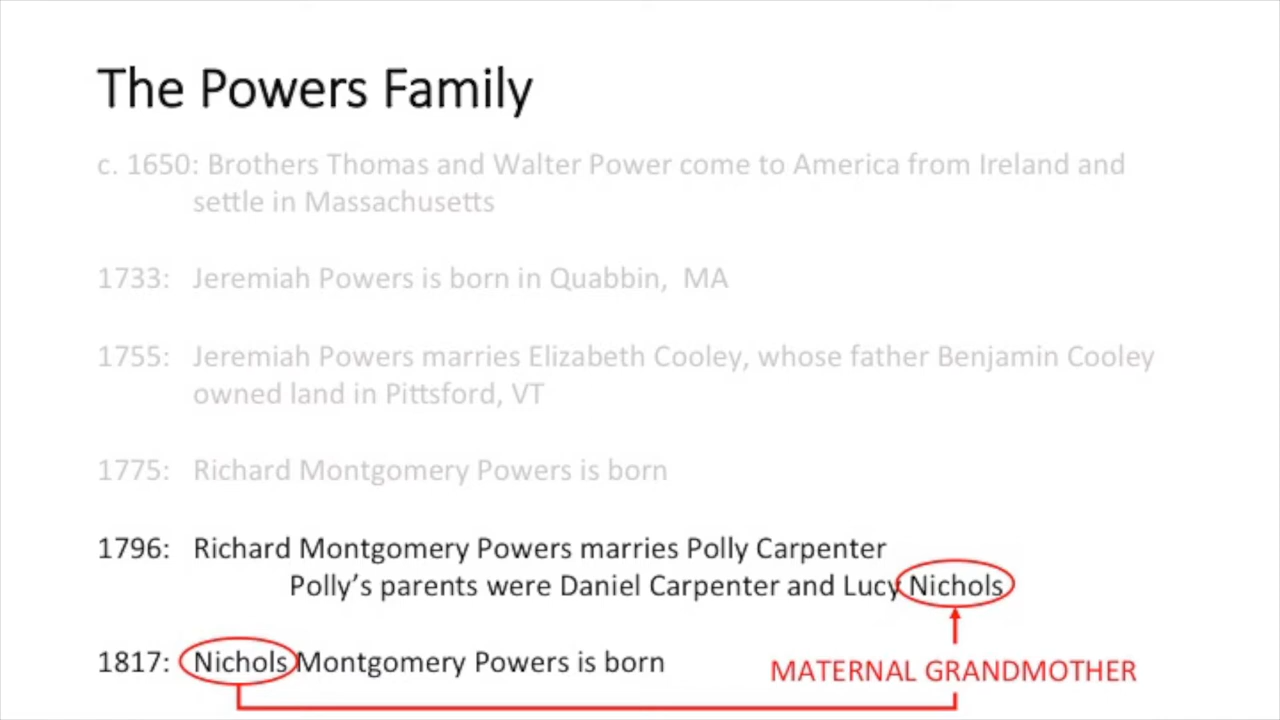 The Powers Family
c. 1650: Brothers Thomas and Walter Power come to America from Ireland and
settle in Massachusetts
1733: Jeremiah Powers is born in Quabbin, MA
1755: Jeremiah Powers marries Elizabeth Cooley, whose father Benjamin Cooley
owned land in Pittsford, VT
1775: Richard Montgomery Powers is born
1796: Richard Montgomery Powers marries Polly Carpenter
Polly’s parents were Daniel Carpenter and Lucy Nichols
1817: Nichols Montgomery Powers is born
MATERNAL GRANDMOTHER